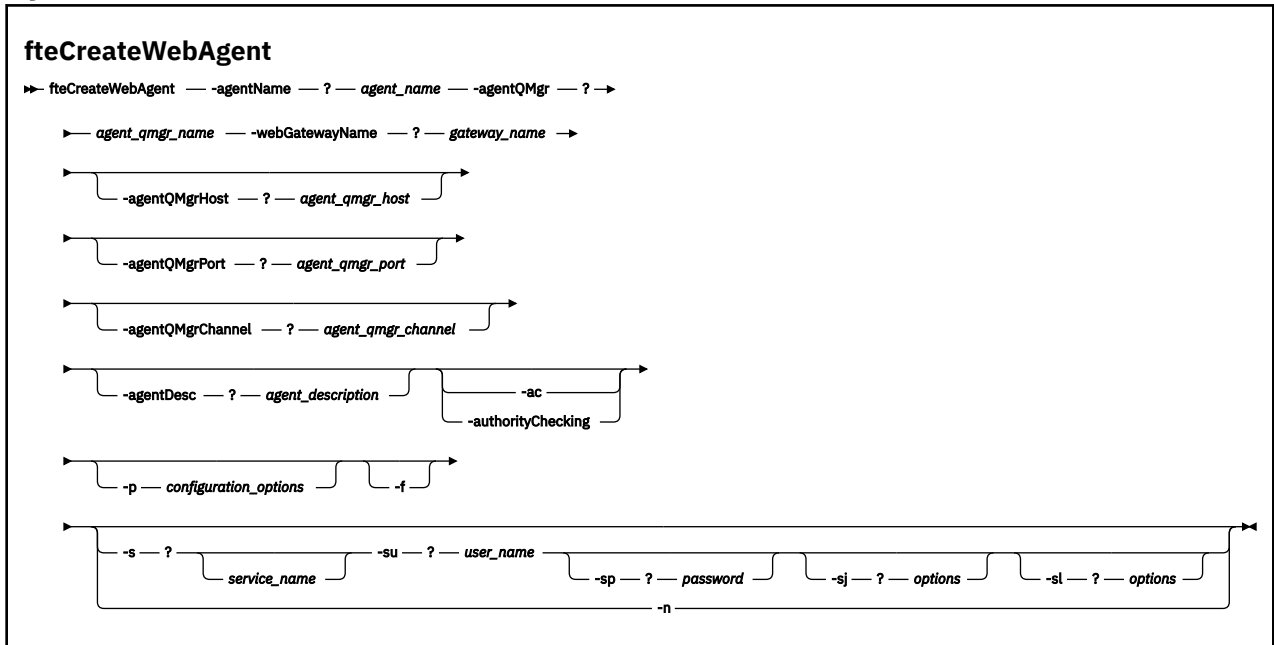 fteCreateWebAgent
fteCreateWebAgent -agentName ? agent_name -agentQMgr ?
agent_qmgr_name -webGatewayName ? gateway_name
-agentQMgrHost ? agent_qmgr_host
-agentQMgrPort ? agent_qmgr_port
-agentQMgrChannel ? agent_qmgr_channel
-agentDesc ? agent_description -ac
-authorityChecking
-p configuration_options -f
-s ? -su ? user_name
service_name -sp ? password -sj ? options -sl ? options
-n